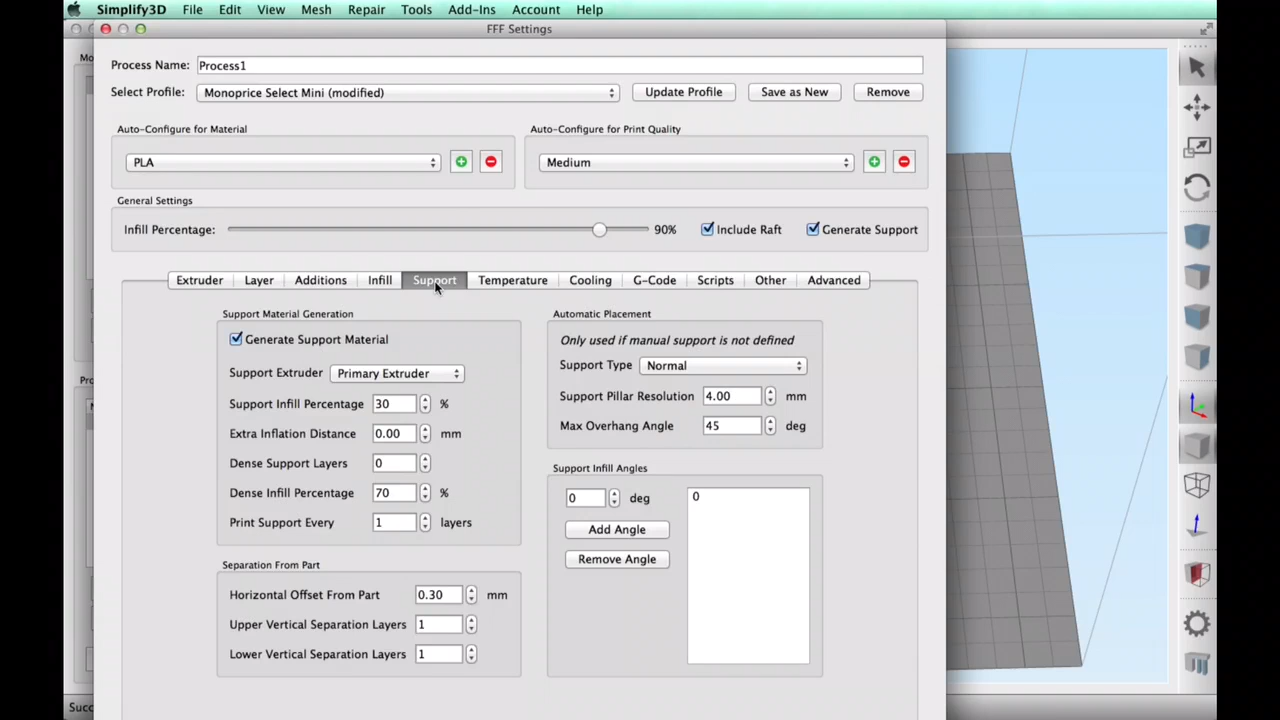 Simplify3D File Edit View Mesh Repair Tools Add-Ins Account Help
FFF Settings
Mo
Process Name: Process1
Select Profile: Monoprice Select Mini (modified) Update Profile Save as New Remove
Auto-Configure for Material Auto-Configure for Print Quality
PLA Medium
General Settings
Infill Percentage: 90% Include Raft Generate Support
Extruder Layer Additions Infill Support Temperature Cooling G-Code Scripts Other Advanced
Support Material Generation Automatic Placement
Generate Support Material Only used if manual support is not defined
Support Extruder Primary Extruder Support Type Normal
Support Infill Percentage 30 % Support Pillar Resolution 4.00 mm
Extra Inflation Distance 0.00 mm Max Overhang Angle 45 deg
Dense Support Layers 0 Support Infill Angles
Dense Infill Percentage 70 % 0 deg 0
Print Support Every 1 layers Add Angle
Remove Angle
Separation From Part
Horizontal Offset From Part 0.30 mm
Upper Vertical Separation Layers 1
Lower Vertical Separation Layers 1
Pro
Succ